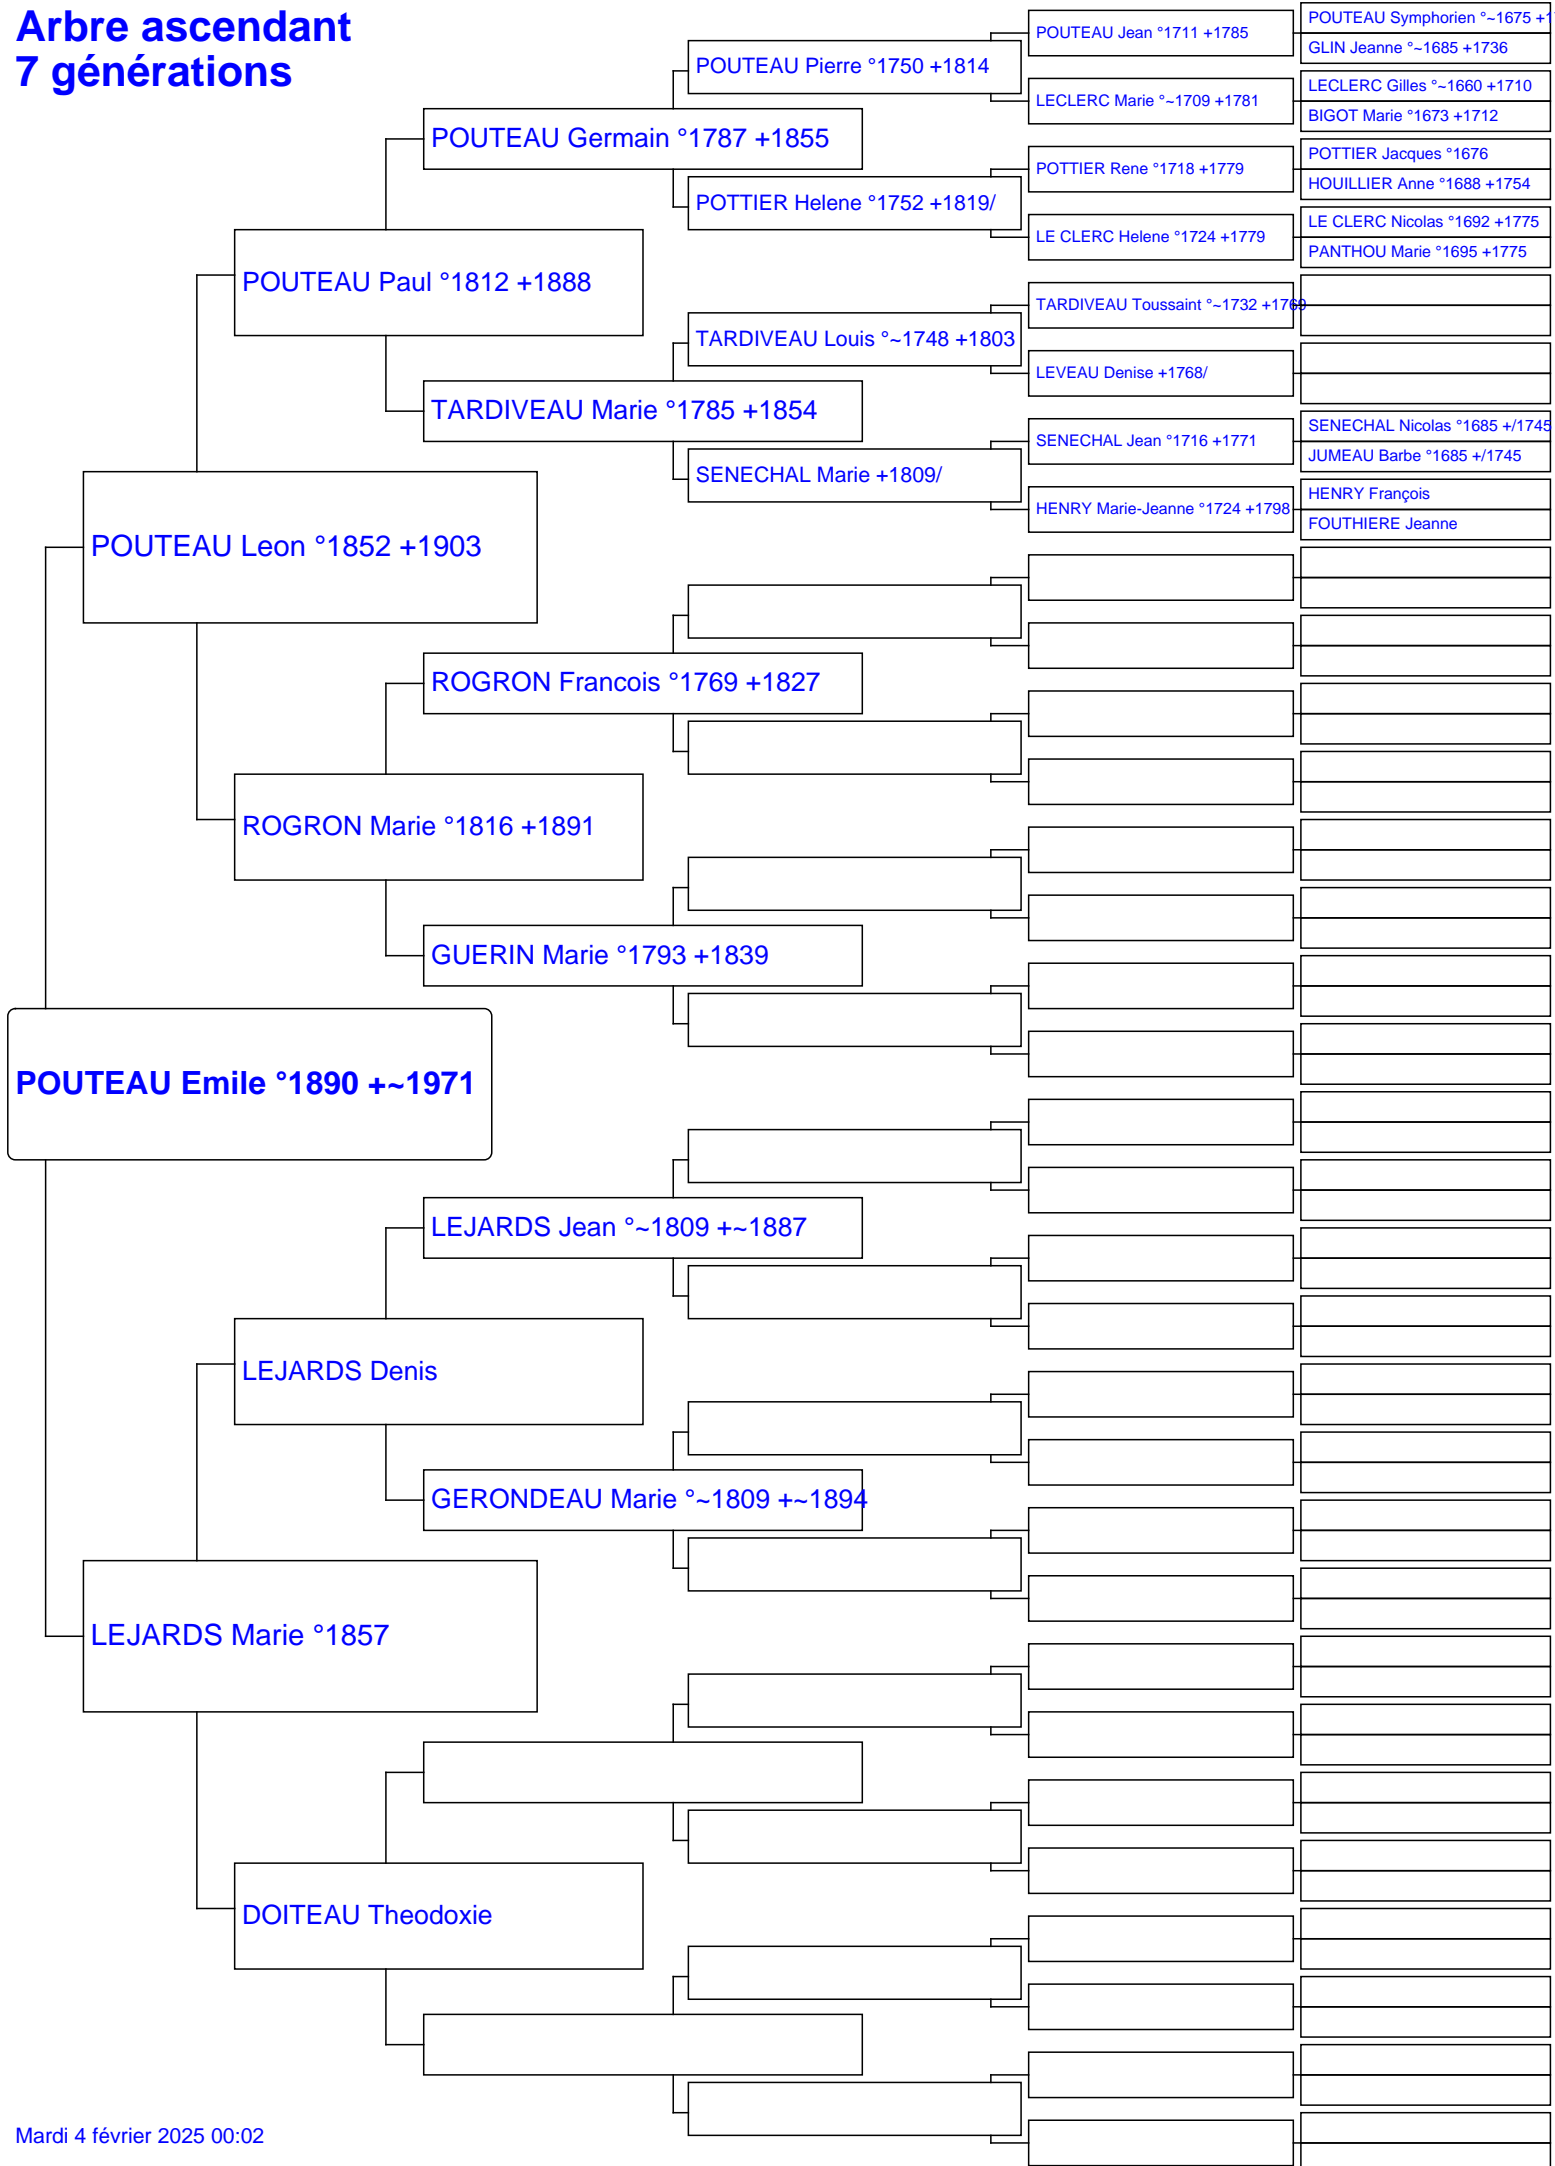 Arbre ascendant
7 générations
POUTEAU Emile °1890 +~1971
POUTEAU Leon °1852 +1903
LEJARDS Marie °1857
POUTEAU Paul °1812 +1888
ROGRON Marie °1816 +1891
LEJARDS Denis
DOITEAU Theodoxie
POUTEAU Germain °1787 +1855
TARDIVEAU Marie °1785 +1854
ROGRON Francois °1769 +1827
GUERIN Marie °1793 +1839
LEJARDS Jean °~1809 +~1887
GERONDEAU Marie °~1809 +~1894
POUTEAU Pierre °1750 +1814
POTTIER Helene °1752 +1819/
TARDIVEAU Louis °~1748 +1803
SENECHAL Marie +1809/
POUTEAU Jean °1711 +1785
LECLERC Marie °~1709 +1781
POTTIER Rene °1718 +1779
LE CLERC Helene °1724 +1779
TARDIVEAU Toussaint °~1732 +1769
LEVEAU Denise +1768/
SENECHAL Jean °1716 +1771
HENRY Marie-Jeanne °1724 +1798
POUTEAU Symphorien °~1675
GLIN Jeanne °~1685 +1736
LECLERC Gilles °~1660 +1710
BIGOT Marie °1673 +1712
POTTIER Jacques °1676
HOUILLIER Anne °1688 +1754
LE CLERC Nicolas °1692 +1775
PANTHOU Marie °1695 +1775
SENECHAL Nicolas °1685 +/1745
JUMEAU Barbe °1685 +/1745
HENRY François
FOUTHIERE Jeanne
Mardi 4 février 2025 00:02